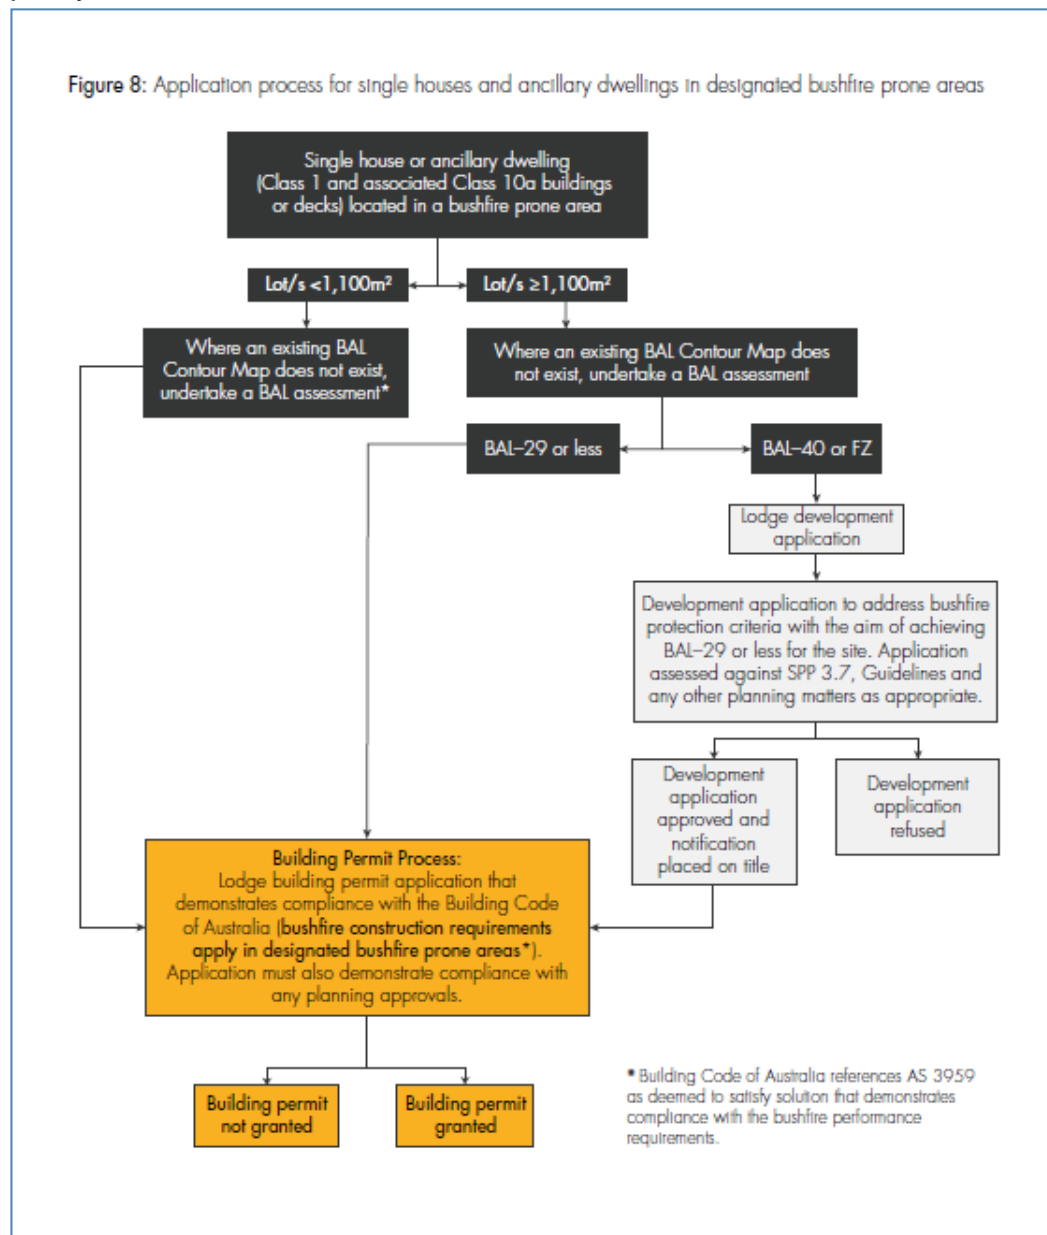 Figure 8: Application process for single houses and ancillary dwellings in designated bushfire prone areas
Single house or ancillary dwelling
(Class 1 and associated Class 10a buildings
or decks) located in a bushfire prone area
Lot/s <1,100m²
Lot/s ≥1,100m²
Where an existing BAL
Contour Map does not exist,
undertake a BAL assessment*
Where an existing BAL Contour Map does
not exist, undertake a BAL assessment
BAL–29 or less
BAL–40 or FZ
Lodge development
application
Development application to address bushfire
protection criteria with the aim of achieving
BAL–29 or less for the site. Application
assessed against SPP 3.7, Guidelines and
any other planning matters as appropriate.
Development
application
approved and
notification
placed on title
Development
application
refused
Building Permit Process:
Lodge building permit application that
demonstrates compliance with the Building Code
of Australia (bushfire construction requirements
apply in designated bushfire prone areas*).
Application must also demonstrate compliance with
any planning approvals.
Building permit
not granted
Building permit
granted
* Building Code of Australia references AS 3959
as deemed to satisfy solution that demonstrates
compliance with the bushfire performance
requirements.